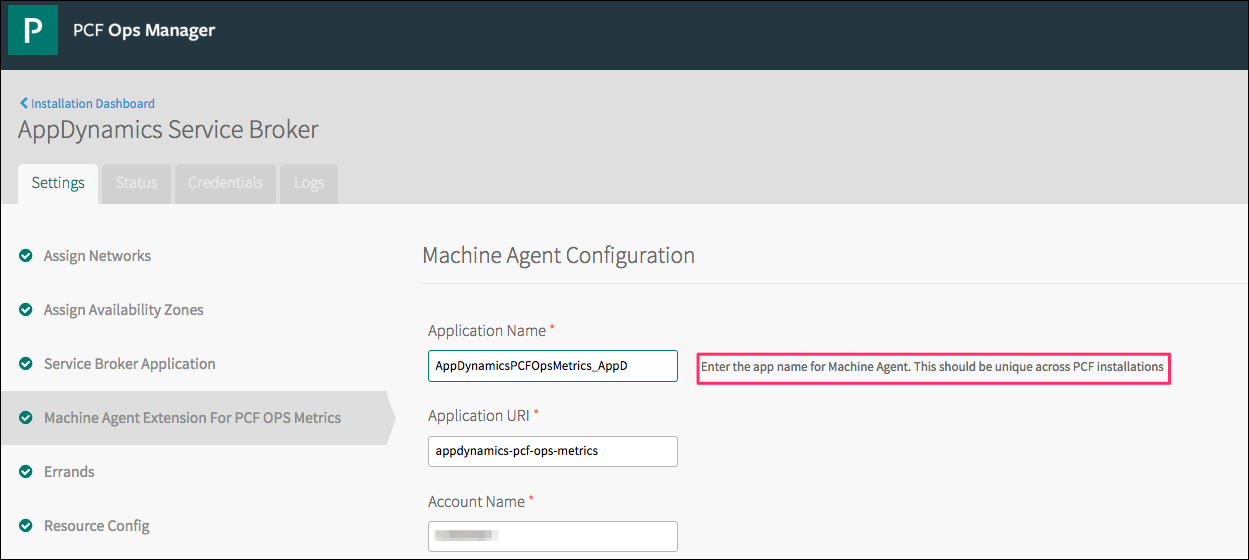 P PCF Ops Manager
Installation Dashboard
AppDynamics Service Broker
Settings Status Credentials Logs
Assign Networks
Assign Availability Zones
Service Broker Application
Machine Agent Extension For PCF OPS Metrics
Errands
Resource Config
Machine Agent Configuration
Application Name *
AppDynamicsPCFOpsMetrics_AppD
Enter the app name for Machine Agent. This should be unique across PCF installations
Application URI *
appdynamics-pcf-ops-metrics
Account Name *